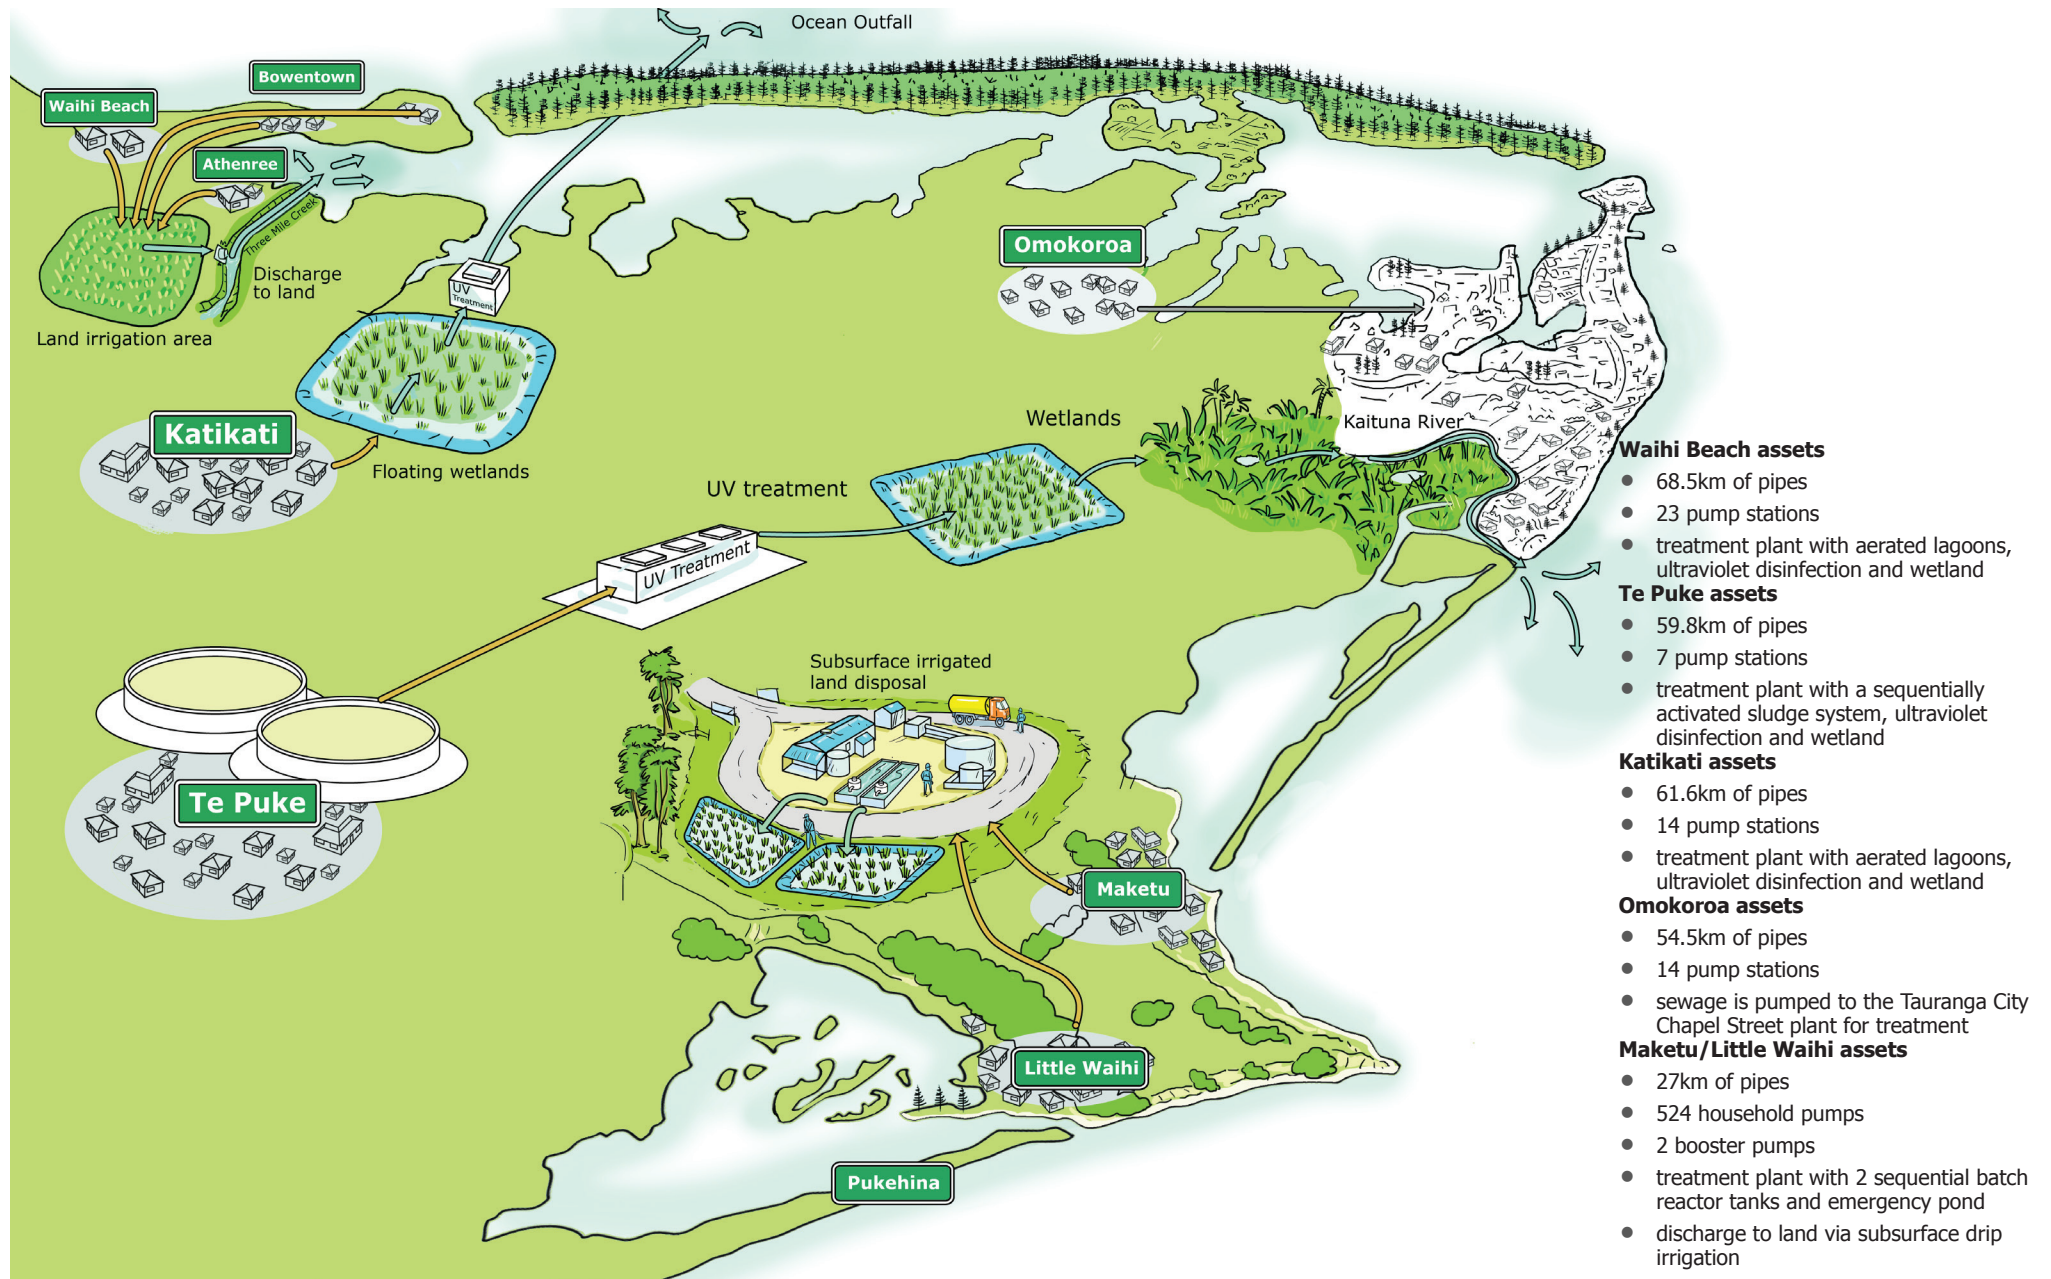 Ocean Outfall
Bowentown
Waihi Beach
Athenree
Three Mile Creek
Discharge
to land
Land irrigation area
UV
Treatment
Omokoroa
Katikati
Floating wetlands
Wetlands
Kaituna River
UV treatment
UV Treatment
Subsurface irrigated
land disposal
Te Puke
Maketu
Little Waihi
Pukehina
Waihi Beach assets
• 68.5km of pipes
• 23 pump stations
• treatment plant with aerated lagoons,
ultraviolet disinfection and wetland
Te Puke assets
• 59.8km of pipes
• 7 pump stations
• treatment plant with a sequentially
activated sludge system, ultraviolet
disinfection and wetland
Katikati assets
• 61.6km of pipes
• 14 pump stations
• treatment plant with aerated lagoons,
ultraviolet disinfection and wetland
Omokoroa assets
• 54.5km of pipes
• 14 pump stations
• sewage is pumped to the Tauranga City
Chapel Street plant for treatment
Maketu/Little Waihi assets
• 27km of pipes
• 524 household pumps
• 2 booster pumps
• treatment plant with 2 sequential batch
reactor tanks and emergency pond
• discharge to land via subsurface drip
irrigation